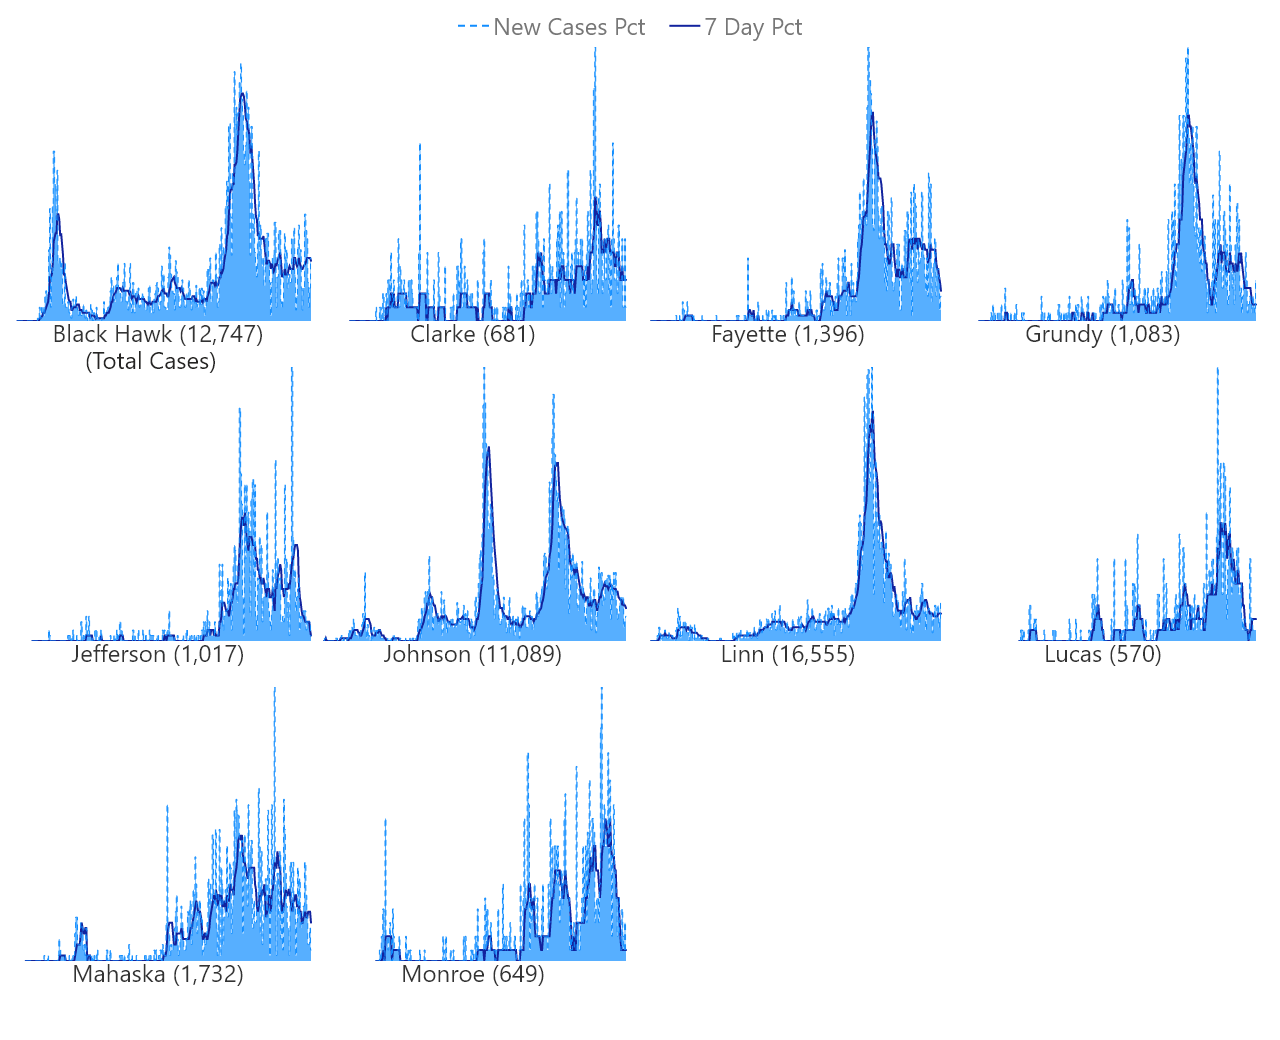 New Cases Pct 7 Day Pct
Black Hawk (12,747)
(Total Cases)
Clarke (681)
Fayette (1,396)
Grundy (1,083)
Jefferson (1,017)
Johnson (11,089)
Linn (16,555)
Lucas (570)
Mahaska (1,732)
Monroe (649)